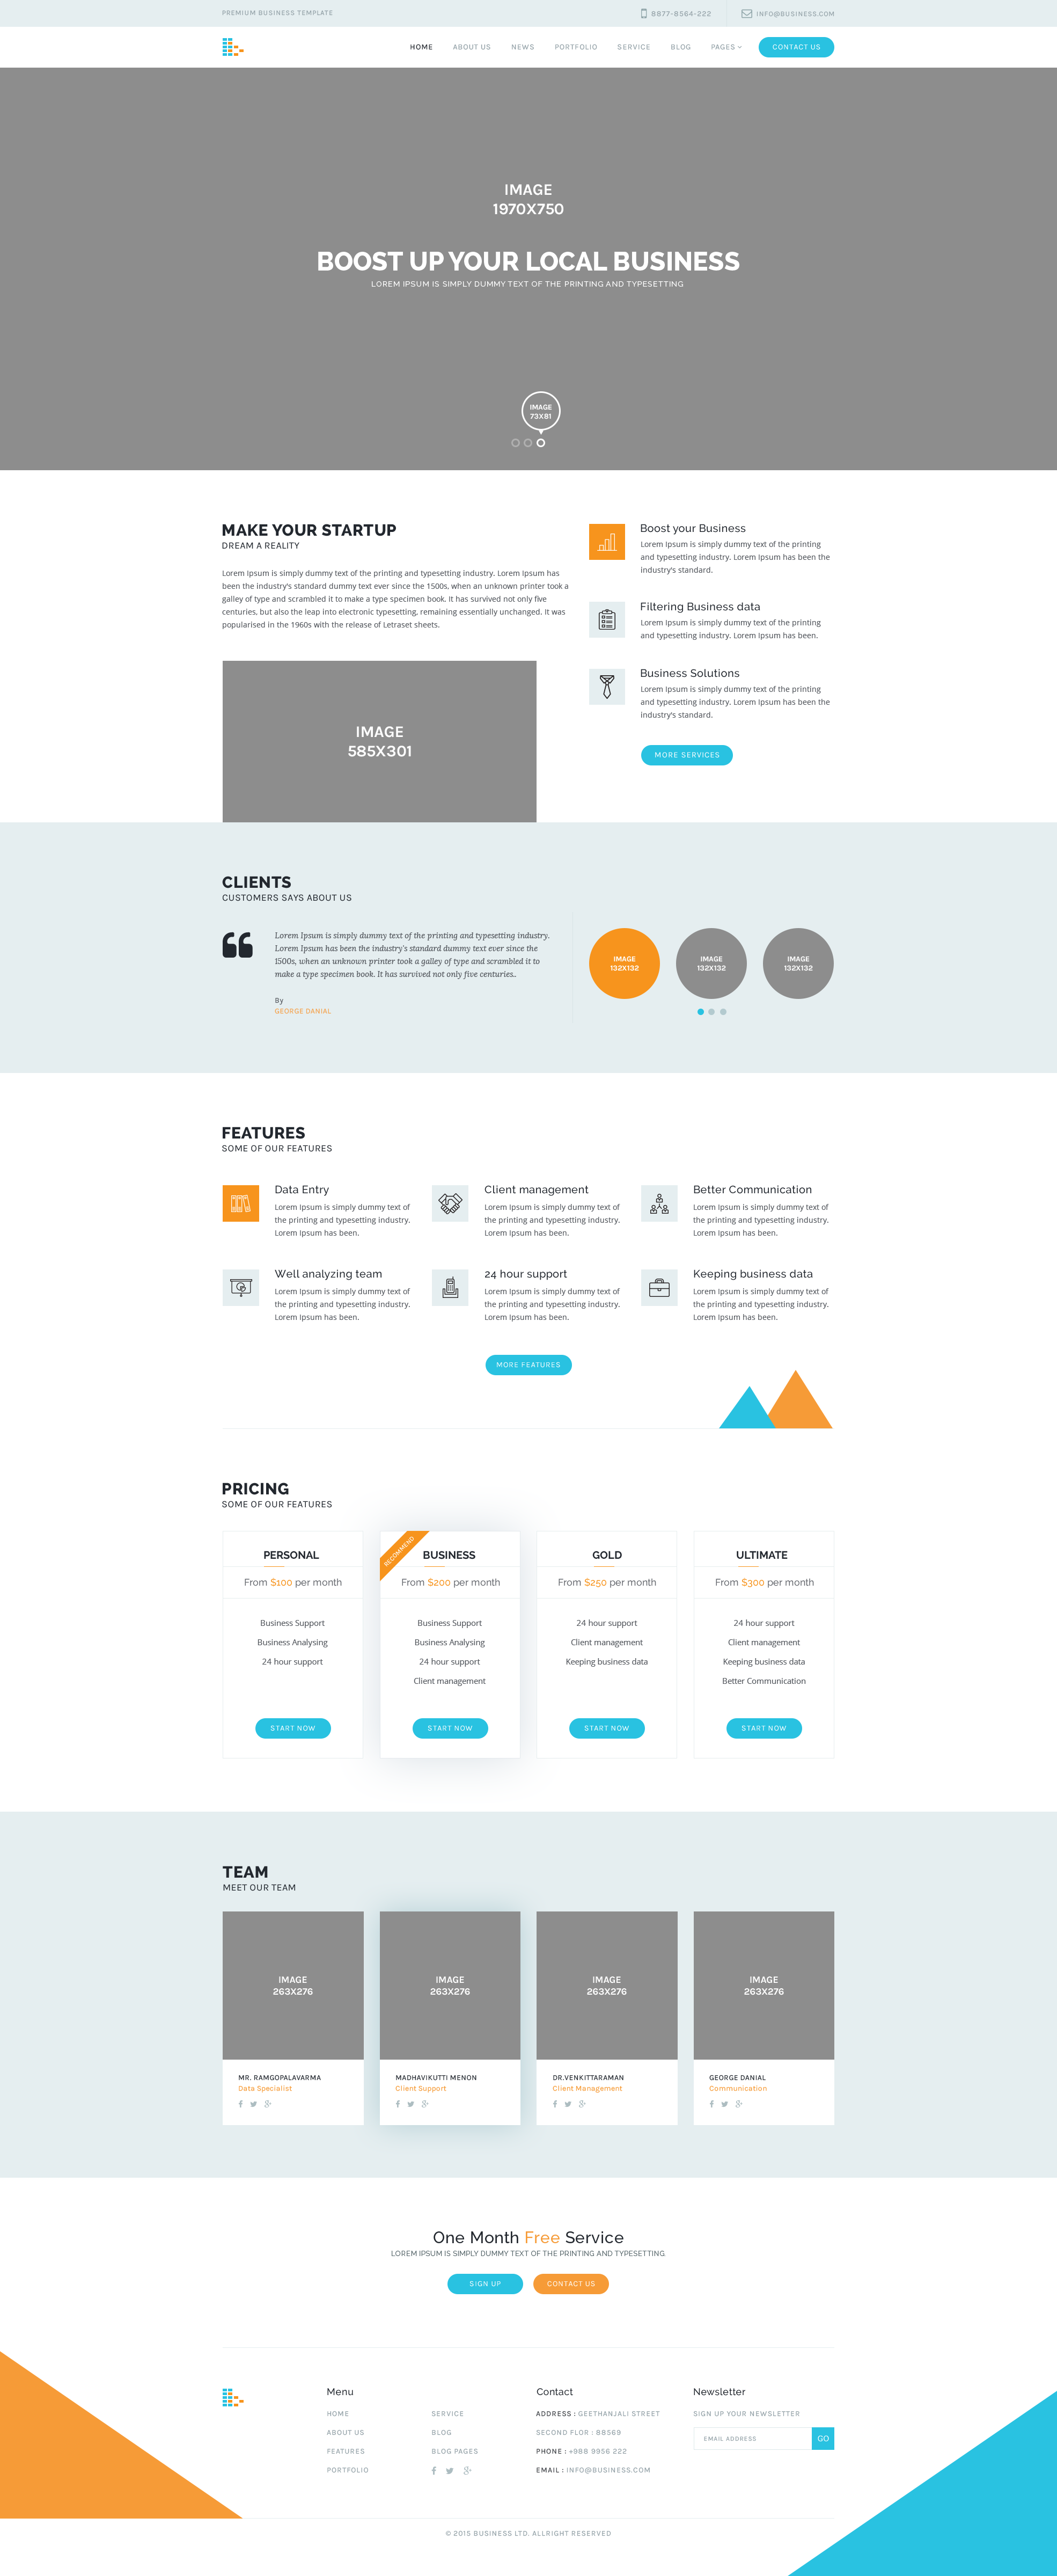 PREMIUM BUSINESS TEMPLATE
8877-8564-222
INFO@BUSINESS.COM
HOME
ABOUT US
NEWS
PORTFOLIO
SERVICE
BLOG
PAGES
CONTACT US
IMAGE
1970X750
BOOST UP YOUR LOCAL BUSINESS
LOREM IPSUM IS SIMPLY DUMMY TEXT OF THE PRINTING AND TYPESETTING
IMAGE
73X81
MAKE YOUR STARTUP
DREAM A REALITY
Lorem Ipsum is simply dummy text of the printing and typesetting industry. Lorem Ipsum has
been the industry's standard dummy text ever since the 1500s, when an unknown printer took a
galley of type and scrambled it to make a type specimen book. It has survived not only five
centuries, but also the leap into electronic typesetting, remaining essentially unchanged. It was
popularised in the 1960s with the release of Letraset sheets.
IMAGE
585X301
Boost your Business
Lorem Ipsum is simply dummy text of the printing
and typesetting industry. Lorem Ipsum has been the
industry's standard.
Filtering Business data
Lorem Ipsum is simply dummy text of the printing
and typesetting industry. Lorem Ipsum has been.
Business Solutions
Lorem Ipsum is simply dummy text of the printing
and typesetting industry. Lorem Ipsum has been the
industry's standard.
MORE SERVICES
CLIENTS
CUSTOMERS SAYS ABOUT US
Lorem Ipsum is simply dummy text of the printing and typesetting industry.
Lorem Ipsum has been the industry's standard dummy text ever since the
1500s, when an unknown printer took a galley of type and scrambled it to
make a type specimen book. It has survived not only five centuries..
By
GEORGE DANIAL
IMAGE
132X132
IMAGE
132X132
IMAGE
132X132
FEATURES
SOME OF OUR FEATURES
Data Entry
Lorem Ipsum is simply dummy text of
the printing and typesetting industry.
Lorem Ipsum has been.
Client management
Lorem Ipsum is simply dummy text of
the printing and typesetting industry.
Lorem Ipsum has been.
Better Communication
Lorem Ipsum is simply dummy text of
the printing and typesetting industry.
Lorem Ipsum has been.
Well analyzing team
Lorem Ipsum is simply dummy text of
the printing and typesetting industry.
Lorem Ipsum has been.
24 hour support
Lorem Ipsum is simply dummy text of
the printing and typesetting industry.
Lorem Ipsum has been.
Keeping business data
Lorem Ipsum is simply dummy text of
the printing and typesetting industry.
Lorem Ipsum has been.
MORE FEATURES
PRICING
SOME OF OUR FEATURES
PERSONAL
From $100 per month
Business Support
Business Analysing
24 hour support
START NOW
RECOMMEND
BUSINESS
From $200 per month
Business Support
Business Analysing
24 hour support
Client management
START NOW
GOLD
From $250 per month
24 hour support
Client management
Keeping business data
START NOW
ULTIMATE
From $300 per month
24 hour support
Client management
Keeping business data
Better Communication
START NOW
TEAM
MEET OUR TEAM
IMAGE
263X276
MR. RAMGOPALAVARMA
Data Specialist
IMAGE
263X276
MADHAVIKUTTI MENON
Client Support
IMAGE
263X276
DR.VENKITTARAMAN
Client Management
IMAGE
263X276
GEORGE DANIAL
Communication
One Month Free Service
LOREM IPSUM IS SIMPLY DUMMY TEXT OF THE PRINTING AND TYPESETTING.
SIGN UP
CONTACT US
Menu
HOME
ABOUT US
FEATURES
PORTFOLIO
SERVICE
BLOG
BLOG PAGES
Contact
ADDRESS : GEETHANJALI STREET
SECOND FLOR : 88569
PHONE : +988 9956 222
EMAIL : INFO@BUSINESS.COM
Newsletter
SIGN UP YOUR NEWSLETTER
EMAIL ADDRESS
GO
© 2015 BUSINESS LTD. ALLRIGHT RESERVED